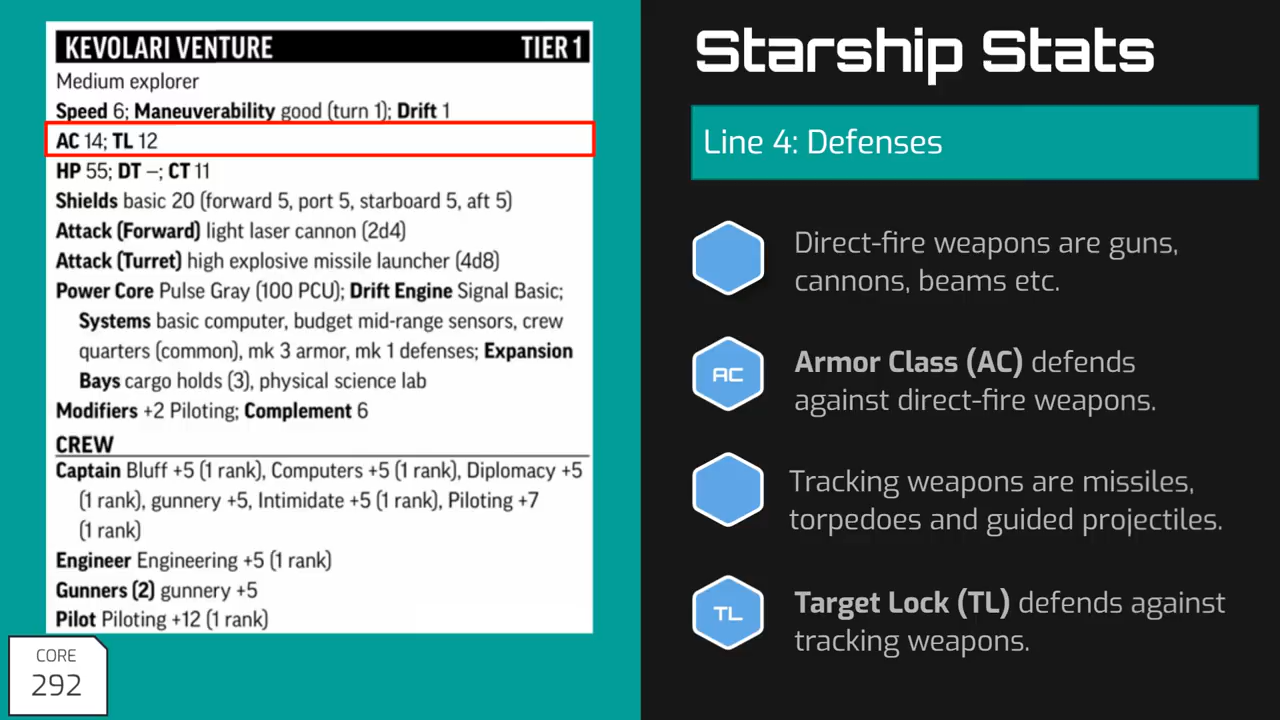 KEVOLARI VENTURE TIER 1
Medium explorer
Speed 6; Maneuverability good (turn 1); Drift 1
AC 14; TL 12
HP 55; DT –; CT 11
Shields basic 20 (forward 5, port 5, starboard 5, aft 5)
Attack (Forward) light laser cannon (2d4)
Attack (Turret) high explosive missile launcher (4d8)
Power Core Pulse Gray (100 PCU); Drift Engine Signal Basic;
Systems basic computer, budget mid-range sensors, crew
quarters (common), mk 3 armor, mk 1 defenses; Expansion
Bays cargo holds (3), physical science lab
Modifiers +2 Piloting; Complement 6
CREW
Captain Bluff +5 (1 rank), Computers +5 (1 rank), Diplomacy +5
(1 rank), gunnery +5, Intimidate +5 (1 rank), Piloting +7
(1 rank)
Engineer Engineering +5 (1 rank)
Gunners (2) gunnery +5
Pilot Piloting +12 (1 rank)
CORE
292
Starship Stats
Line 4: Defenses
Direct-fire weapons are guns,
cannons, beams etc.
AC
Armor Class (AC) defends
against direct-fire weapons.
Tracking weapons are missiles,
torpedoes and guided projectiles.
TL
Target Lock (TL) defends against
tracking weapons.